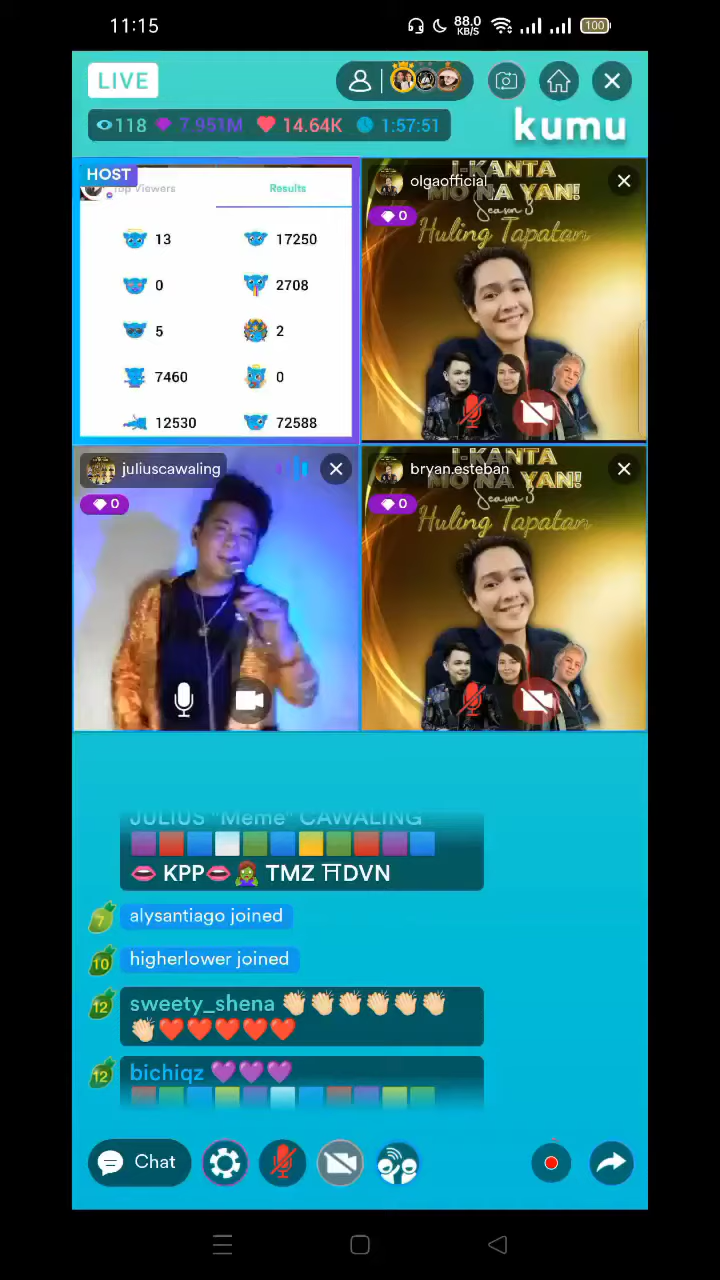 11:15
88.0
KB/S
100
LIVE
118
7.951M
14.64K
1:57:51
kumu
HOST
Top Viewers
Results
13
17250
0
2708
5
2
7460
0
12530
72588
I-KANTA
MO NA YAN!
olgaofficial
0
Season 3
Huling Tapatan
juliuscawaling
0
I-KANTA
MO NA YAN!
bryan.esteban
0
Season 3
Huling Tapatan
JULIUS "Meme" CAWALING
KPP TMZ ⛩DVN
7
alysantiago joined
10
higherlower joined
12
sweety_shena 👏🏻👏🏻👏🏻👏🏻👏🏻👏🏻
👏🏻❤️❤️❤️❤️❤️
12
bichiqz 💜💜💜
Chat